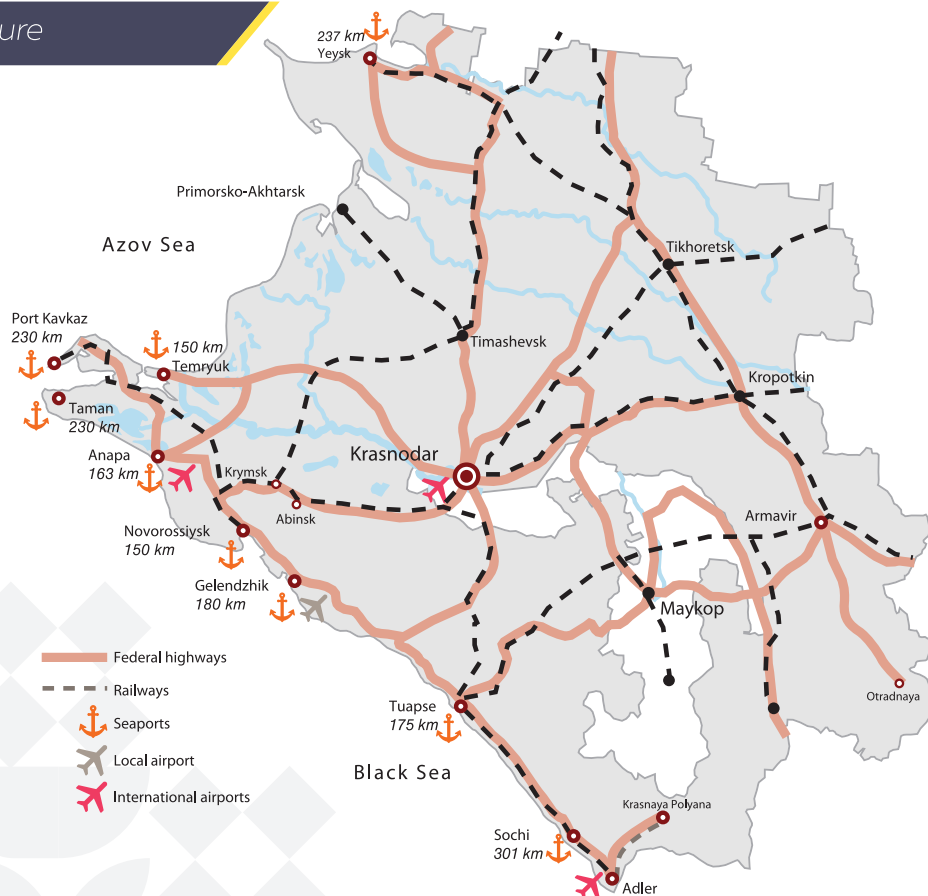 ure
237 km
Yeysk
Primorsko-Akhtarsk
Azov Sea
Tikhoretsk
Port Kavkaz
230 km
150 km
Temryuk
Timashevsk
Kropotkin
Taman
230 km
Anapa
163 km
Krasnodar
Krymsk
Abinsk
Armavir
Novorossiysk
150 km
Gelendzhik
180 km
Maykop
Federal highways
Railways
Otradnaya
Seaports
Tuapse
175 km
Local airport
Black Sea
International airports
Krasnaya Polyana
Sochi
301 km
Adler